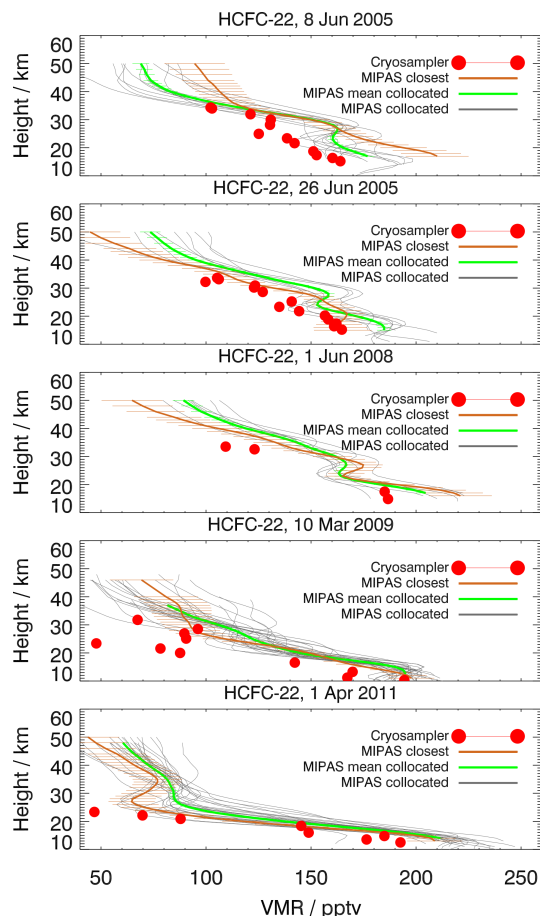 HCFC-22, 8 Jun 2005
60
50
40
30
20
10
Height / km
Cryosampler
MIPAS closest
MIPAS mean collocated
MIPAS collocated
HCFC-22, 26 Jun 2005
60
50
40
30
20
10
Height / km
Cryosampler
MIPAS closest
MIPAS mean collocated
MIPAS collocated
HCFC-22, 1 Jun 2008
60
50
40
30
20
10
Height / km
Cryosampler
MIPAS closest
MIPAS mean collocated
MIPAS collocated
HCFC-22, 10 Mar 2009
60
50
40
30
20
10
Height / km
Cryosampler
MIPAS closest
MIPAS mean collocated
MIPAS collocated
HCFC-22, 1 Apr 2011
60
50
40
30
20
10
Height / km
Cryosampler
MIPAS closest
MIPAS mean collocated
MIPAS collocated
50 100 150 200 250
VMR / pptv